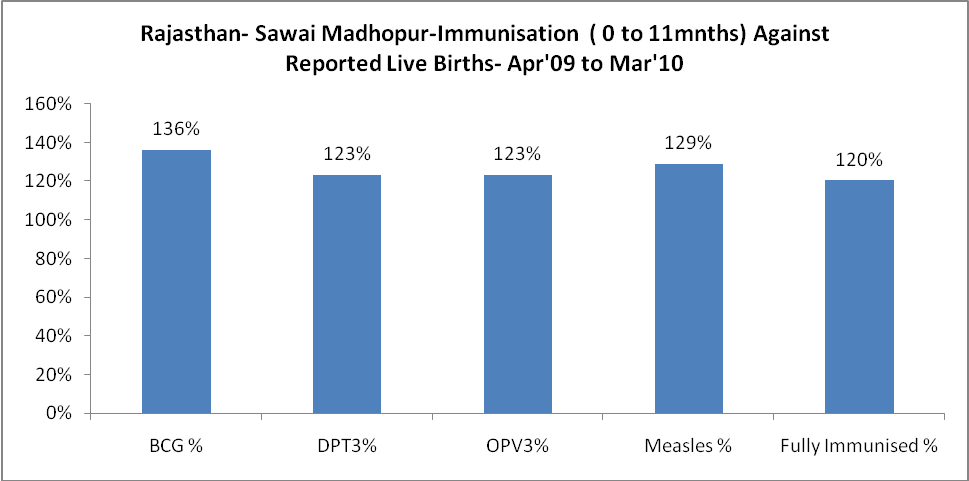 Rajasthan- Sawai Madhopur-Immunisation ( 0 to 11mnths) Against
Reported Live Births- Apr'09 to Mar'10
160%
140%
120%
100%
80%
60%
40%
20%
0%
136%
123%
123%
129%
120%
BCG %
DPT3%
OPV3%
Measles %
Fully Immunised %